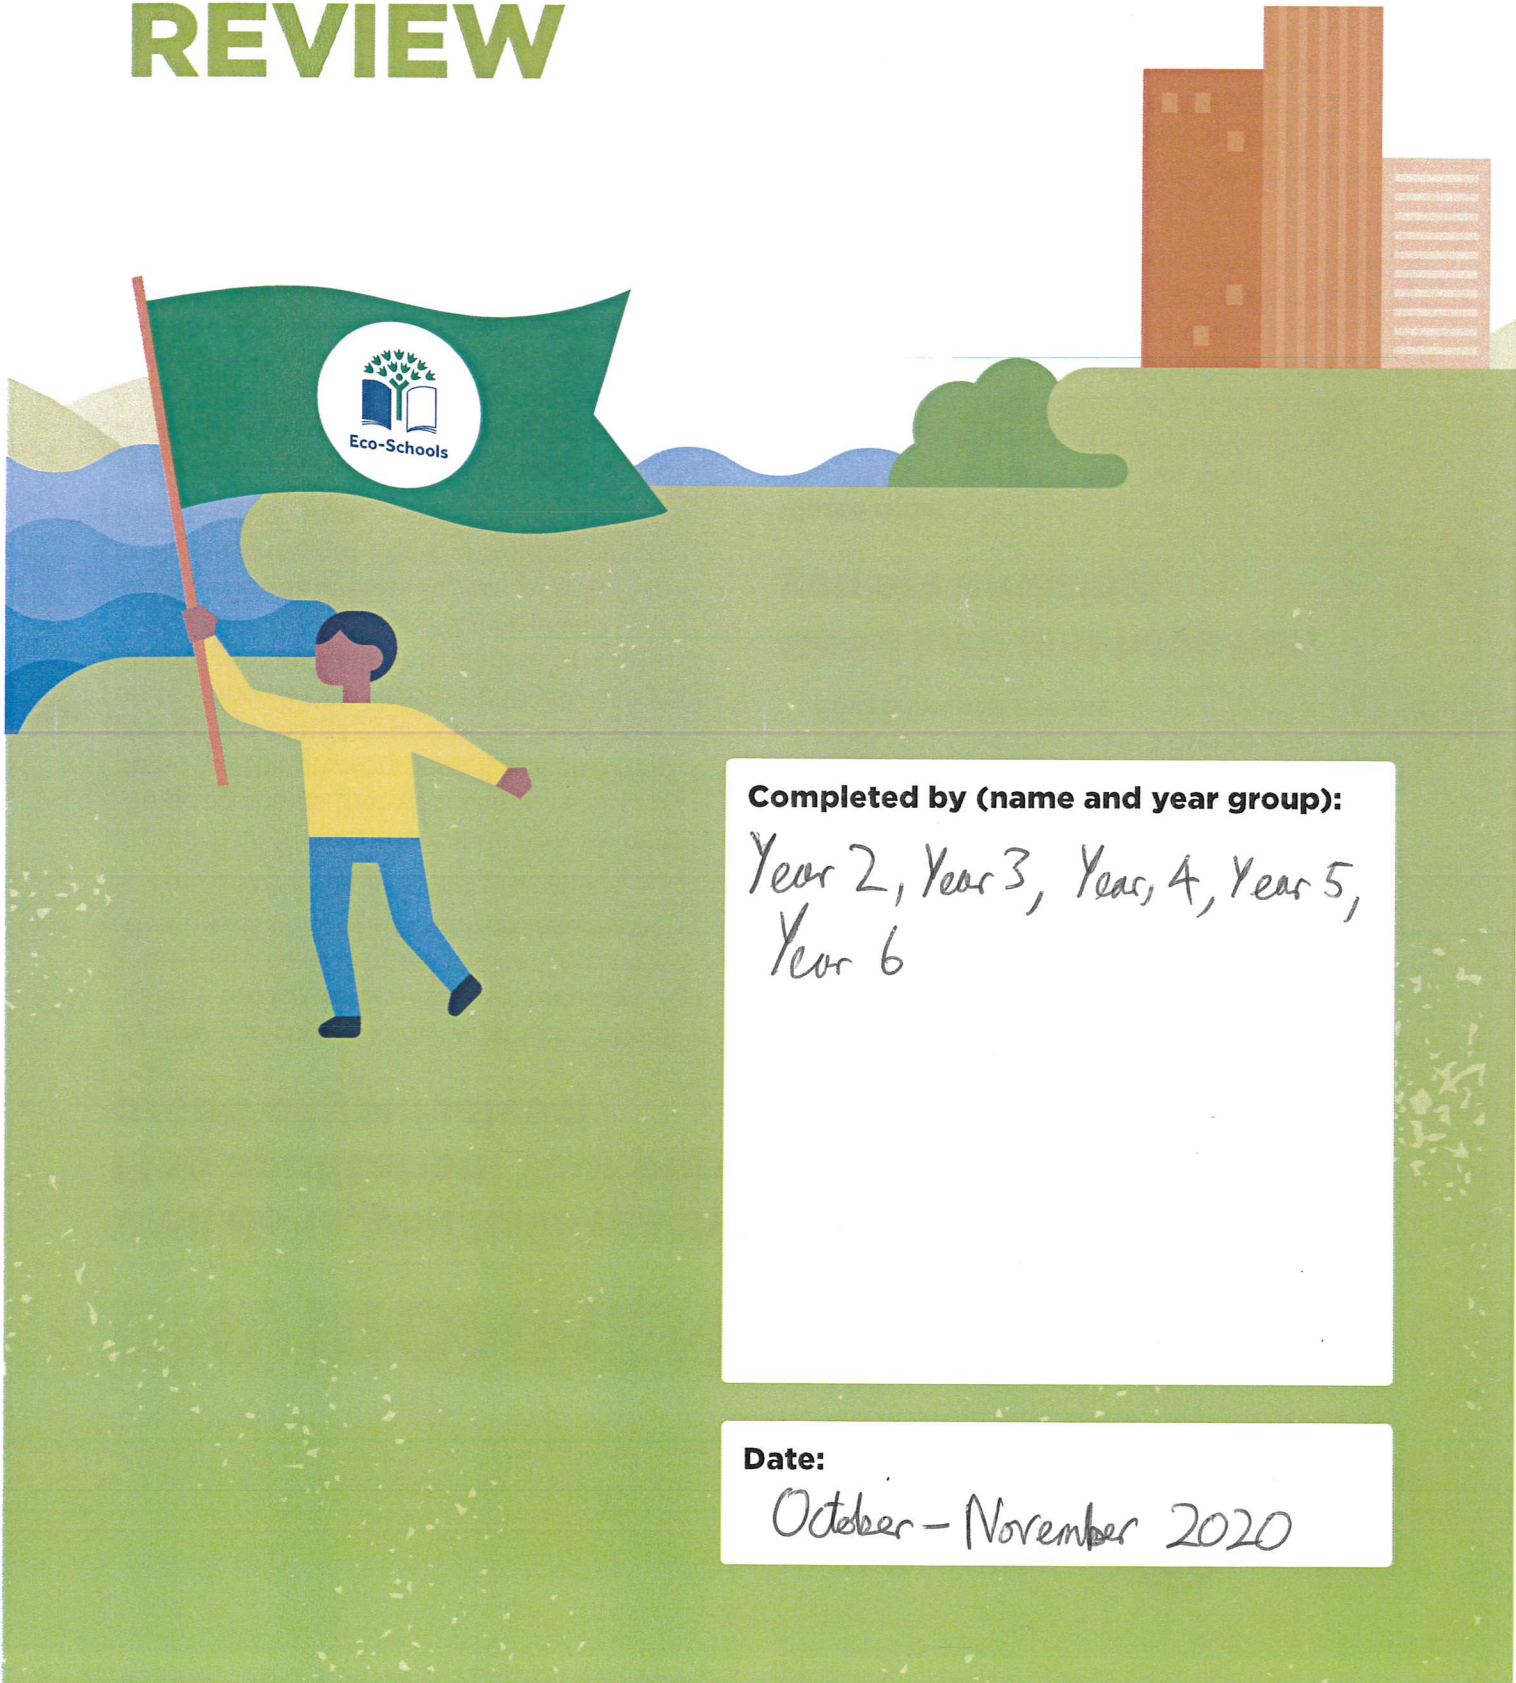 REVIEW
Eco-Schools
Completed by (name and year group):
Year 2, Year 3, Year, 4, Year 5,
Year 6
Date:
October - November 2020